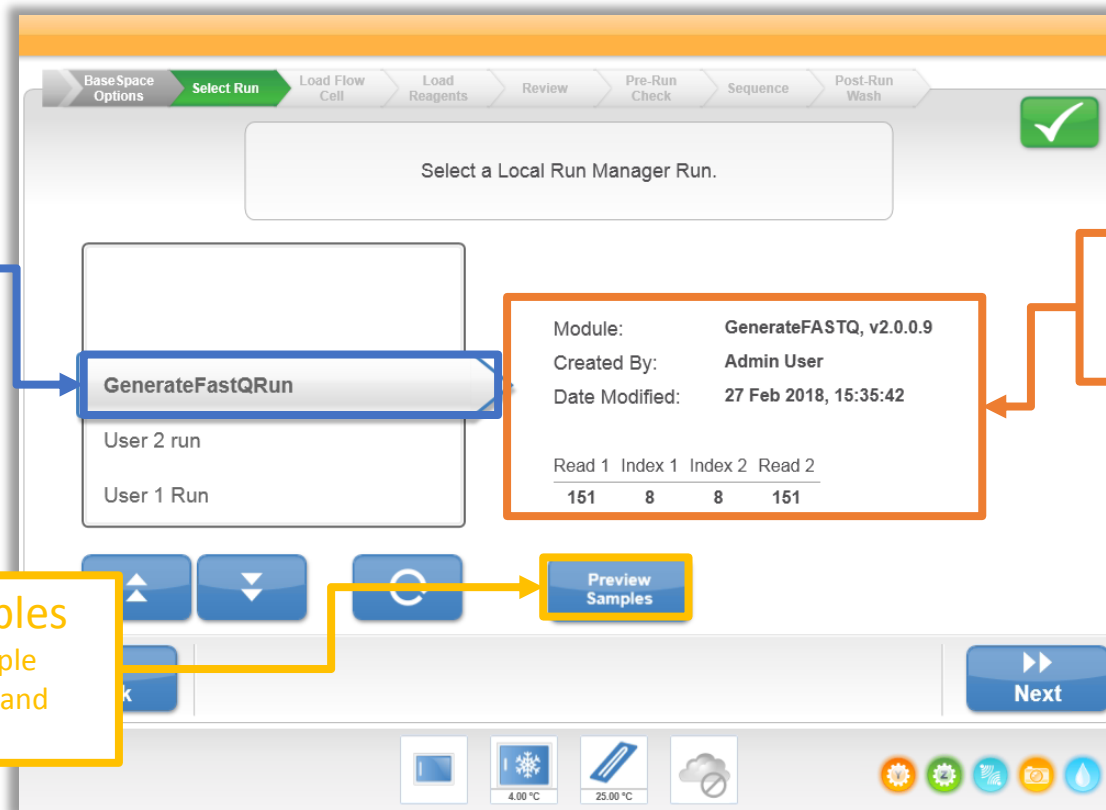 BaseSpace Options
Select Run
Load Flow Cell
Load Reagents
Review
Pre-Run Check
Sequence
Post-Run Wash
Select a Local Run Manager Run.
GenerateFastQRun
User 2 run
User 1 Run
Module: GenerateFASTQ, v2.0.0.9
Created By: Admin User
Date Modified: 27 Feb 2018, 15:35:42
Read 1 Index 1 Index 2 Read 2
151 8 8 151
Preview
Samples
and
Next
4.00 °C
25.00 °C
Y
Z